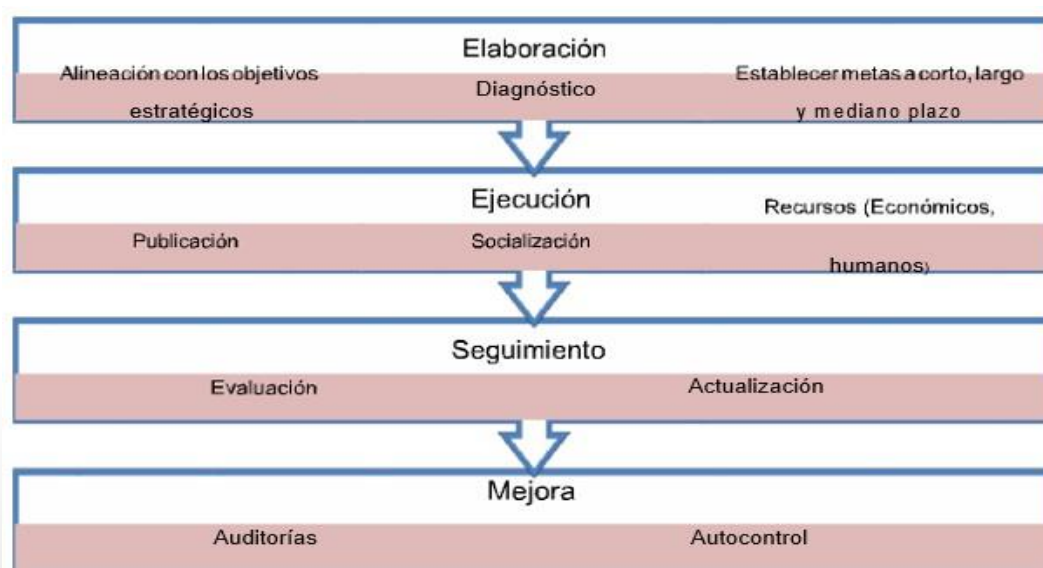 Elaboración
Alineación con los objetivos
estratégicos
Diagnóstico
Establecer metas a corto, largo
y mediano plazo
Ejecución
Publicación
Socialización
Recursos (Económicos,
humanos)
Seguimiento
Evaluación
Actualización
Mejora
Auditorías
Autocontrol